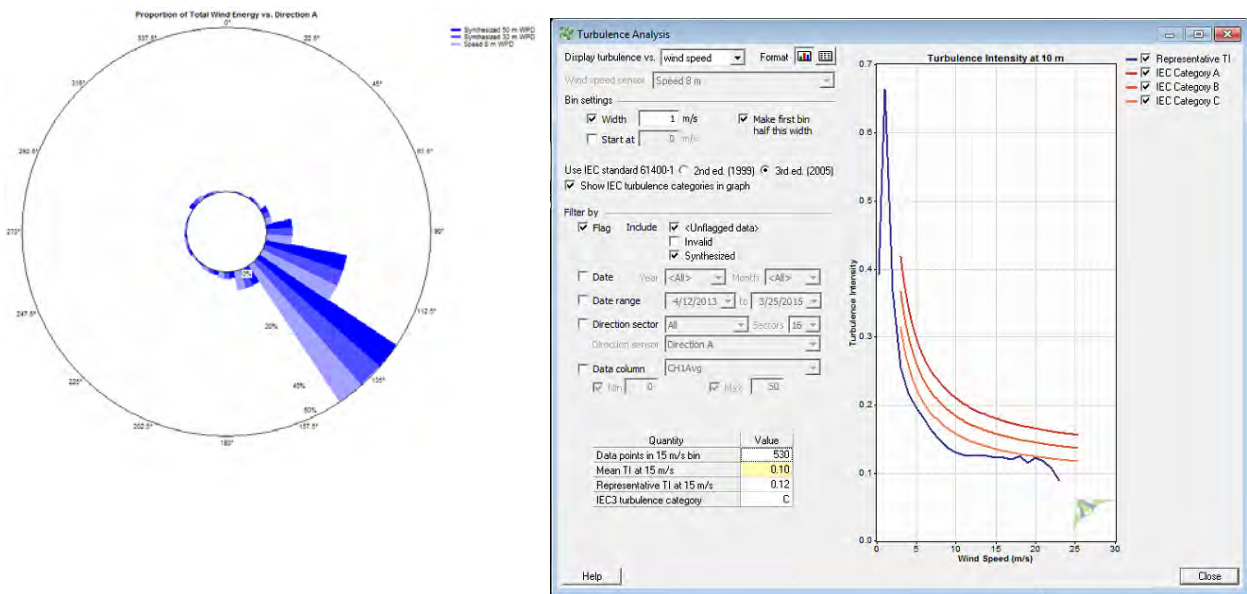 Proportion of Total Wind Energy vs. Direction A
Synthesized 50 m WPD
Synthesized 30 m WPD
Speed 8 m WPD
0°
22.5°
45°
67.5°
90°
112.5°
135°
157.5°
180°
202.5°
225°
247.5°
270°
292.5°
315°
337.5°
0%
20%
40%
60%
Turbulence Analysis
Display turbulence vs. wind speed Format
Wind speed sensor Speed 8 m
Bin settings
Width 1 m/s Make first bin
half this width
Start at 0 m/s
Use IEC standard 61400-1 2nd ed. (1999) 3rd ed. (2005)
Show IEC turbulence categories in graph
Filter by
Flag Include <Unflagged data>
Invalid
Synthesized
Date Year <All> Month <All>
Date range 4/12/2013 to 3/25/2015
Direction sector All Sectors 16
Direction sensor Direction A
Data column CH1Avg
Min 0 Max 50
Quantity Value
Data points in 15 m/s bin 530
Mean TI at 15 m/s 0.10
Representative TI at 15 m/s 0.12
IEC3 turbulence category C
Help
Turbulence Intensity at 10 m
Turbulence Intensity
0.7
0.6
0.5
0.4
0.3
0.2
0.1
0.0
0 5 10 15 20 25 30
Wind Speed (m/s)
Representative TI
IEC Category A
IEC Category B
IEC Category C
Close